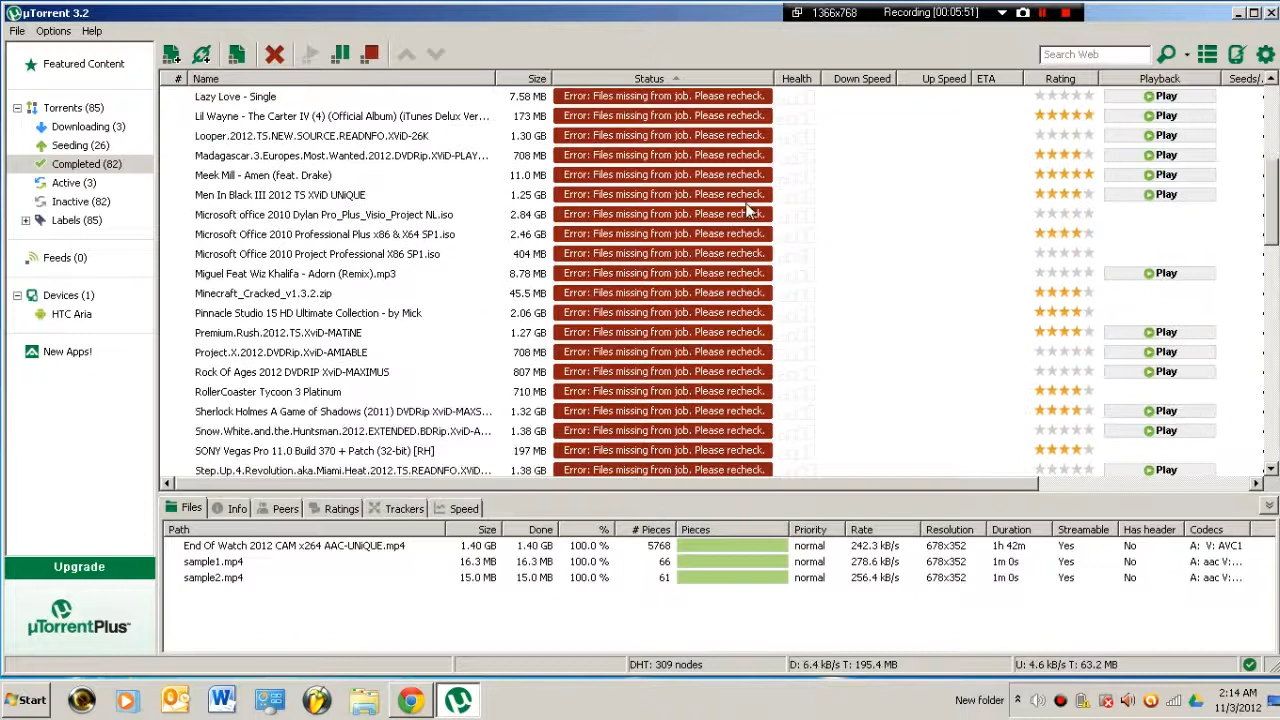 µTorrent 3.2
1366x768 Recording [00:05:51]
File Options Help
Search Web
Featured Content
Torrents (85)
Downloading (3)
Seeding (26)
Completed (82)
Active (3)
Inactive (82)
Labels (85)
Feeds (0)
Devices (1)
HTC Aria
New Apps!
Upgrade
µTorrentPlus™
# Name Size Status Health Down Speed Up Speed ETA Rating Playback Seeds/
Lazy Love - Single 7.58 MB Error: Files missing from job. Please recheck. Play
Lil Wayne - The Carter IV (4) (Official Album) (iTunes Delux Ver... 173 MB Error: Files missing from job. Please recheck. Play
Looper.2012.TS.NEW.SOURCE.READNFO.XViD-26K 1.30 GB Error: Files missing from job. Please recheck. Play
Madagascar.3.Europes.Most.Wanted.2012.DVDRip.XviD-PLAY... 708 MB Error: Files missing from job. Please recheck. Play
Meek Mill - Amen (feat. Drake) 11.0 MB Error: Files missing from job. Please recheck. Play
Men In Black III 2012 TS XViD UNiQUE 1.25 GB Error: Files missing from job. Please recheck. Play
Microsoft office 2010 Dylan Pro_Plus_Visio_Project NL.iso 2.84 GB Error: Files missing from job. Please recheck.
Microsoft Office 2010 Professional Plus x86 & X64 SP1.iso 2.46 GB Error: Files missing from job. Please recheck.
Microsoft Office 2010 Project Professional X86 SP1.iso 404 MB Error: Files missing from job. Please recheck.
Miguel Feat Wiz Khalifa - Adorn (Remix).mp3 8.78 MB Error: Files missing from job. Please recheck. Play
Minecraft_Cracked_v1.3.2.zip 45.5 MB Error: Files missing from job. Please recheck.
Pinnacle Studio 15 HD Ultimate Collection - by Mick 2.06 GB Error: Files missing from job. Please recheck.
Premium.Rush.2012.TS.XviD-MATiNE 1.27 GB Error: Files missing from job. Please recheck. Play
Project.X.2012.DVDRip.XviD-AMIABLE 708 MB Error: Files missing from job. Please recheck. Play
Rock Of Ages 2012 DVDRIP XviD-MAXIMUS 807 MB Error: Files missing from job. Please recheck. Play
RollerCoaster Tycoon 3 Platinum 710 MB Error: Files missing from job. Please recheck.
Sherlock Holmes A Game of Shadows (2011) DVDRip XviD-MAXS... 1.32 GB Error: Files missing from job. Please recheck. Play
Snow.White.and.the.Huntsman.2012.EXTENDED.BDRip.XviD-A... 1.38 GB Error: Files missing from job. Please recheck. Play
SONY Vegas Pro 11.0 Build 370 + Patch (32-bit) [RH] 197 MB Error: Files missing from job. Please recheck.
Step.Up.4.Revolution.aka.Miami.Heat.2012.TS.READNFO.XViD... 1.38 GB Error: Files missing from job. Please recheck. Play
Files Info Peers Ratings Trackers Speed
Path Size Done % # Pieces Pieces Priority Rate Resolution Duration Streamable Has header Codecs
End Of Watch 2012 CAM x264 AAC-UNiQUE.mp4 1.40 GB 1.40 GB 100.0 % 5768 normal 242.3 kB/s 678x352 1h 42m Yes No A: V: AVC1
sample1.mp4 16.3 MB 16.3 MB 100.0 % 66 normal 278.6 kB/s 678x352 1m 0s Yes No A: aac V:...
sample2.mp4 15.0 MB 15.0 MB 100.0 % 61 normal 256.4 kB/s 678x352 1m 0s Yes No A: aac V:...
DHT: 309 nodes D: 6.4 kB/s T: 195.4 MB U: 4.6 kB/s T: 63.2 MB
Start New folder 2:14 AM
11/3/2012